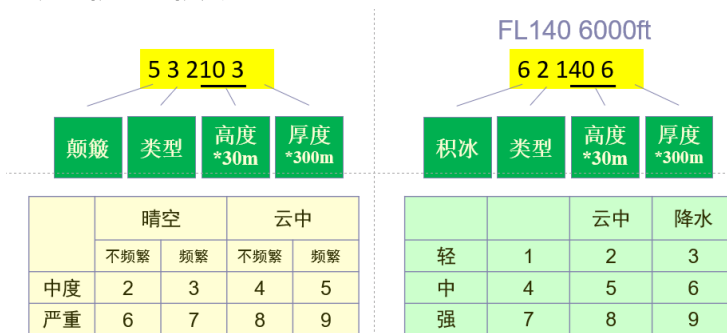 FL140 6000ft
5 3 210 3
6 2 140 6
颠簸 类型 高度 *30m 厚度 *300m
积冰 类型 高度 *30m 厚度 *300m
晴空 云中
不频繁 频繁 不频繁 频繁
中度 2 3 4 5
严重 6 7 8 9
云中 降水
轻 1 2 3
中 4 5 6
强 7 8 9